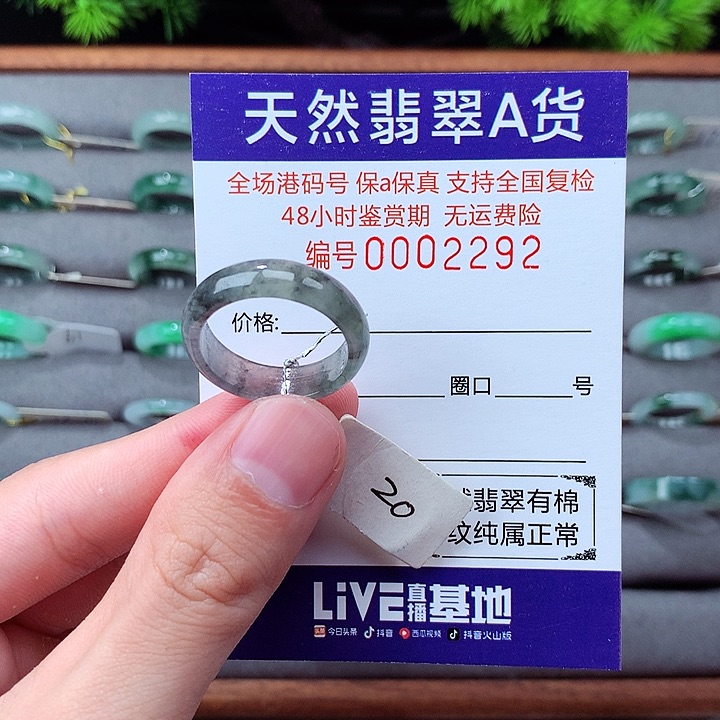 天然翡翠A货
全场港码号 保a保真 支持全国复检
48小时鉴赏期 无运费险
编号0002292
价格:
圈口 号
20
翡翠有棉
纹纯属正常
LiVE直播基地
头条 今日头条 抖音 西瓜视频 抖音火山版